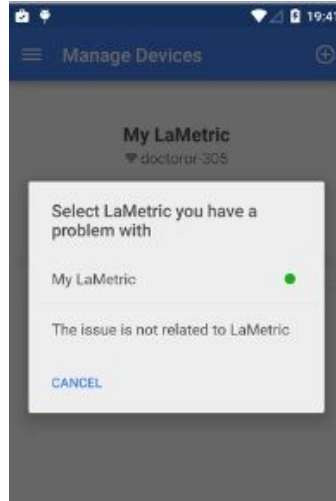 19:41
Manage Devices
My LaMetric
doctoror-305
Select LaMetric you have a
problem with
My LaMetric
The issue is not related to LaMetric
CANCEL